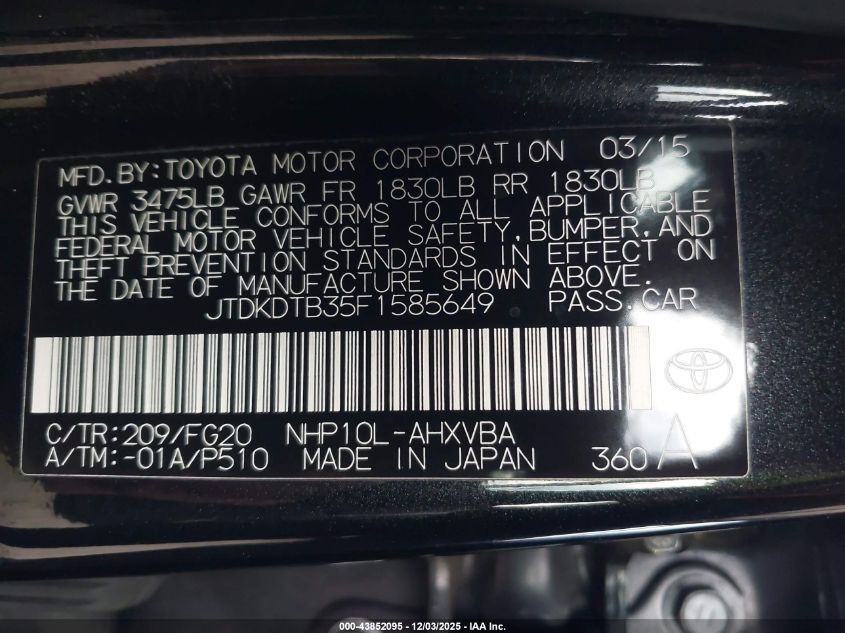 MFD. BY: TOYOTA MOTOR CORPORATION 03/15
GVWR 3475LB GAWR FR 1830LB RR 1830LB
THIS VEHICLE CONFORMS TO ALL APPLICABLE
FEDERAL MOTOR VEHICLE SAFETY, BUMPER, AND
THEFT PREVENTION STANDARDS IN EFFECT ON
THE DATE OF MANUFACTURE SHOWN ABOVE.
JTDKDTB35F1585649 PASS. CAR
C/TR: 209/FG20 NHP10L-AHXVBA
A/TM: -01A/P510 MADE IN JAPAN 360 A
000-43852095 - 12/03/2025 - IAA Inc.